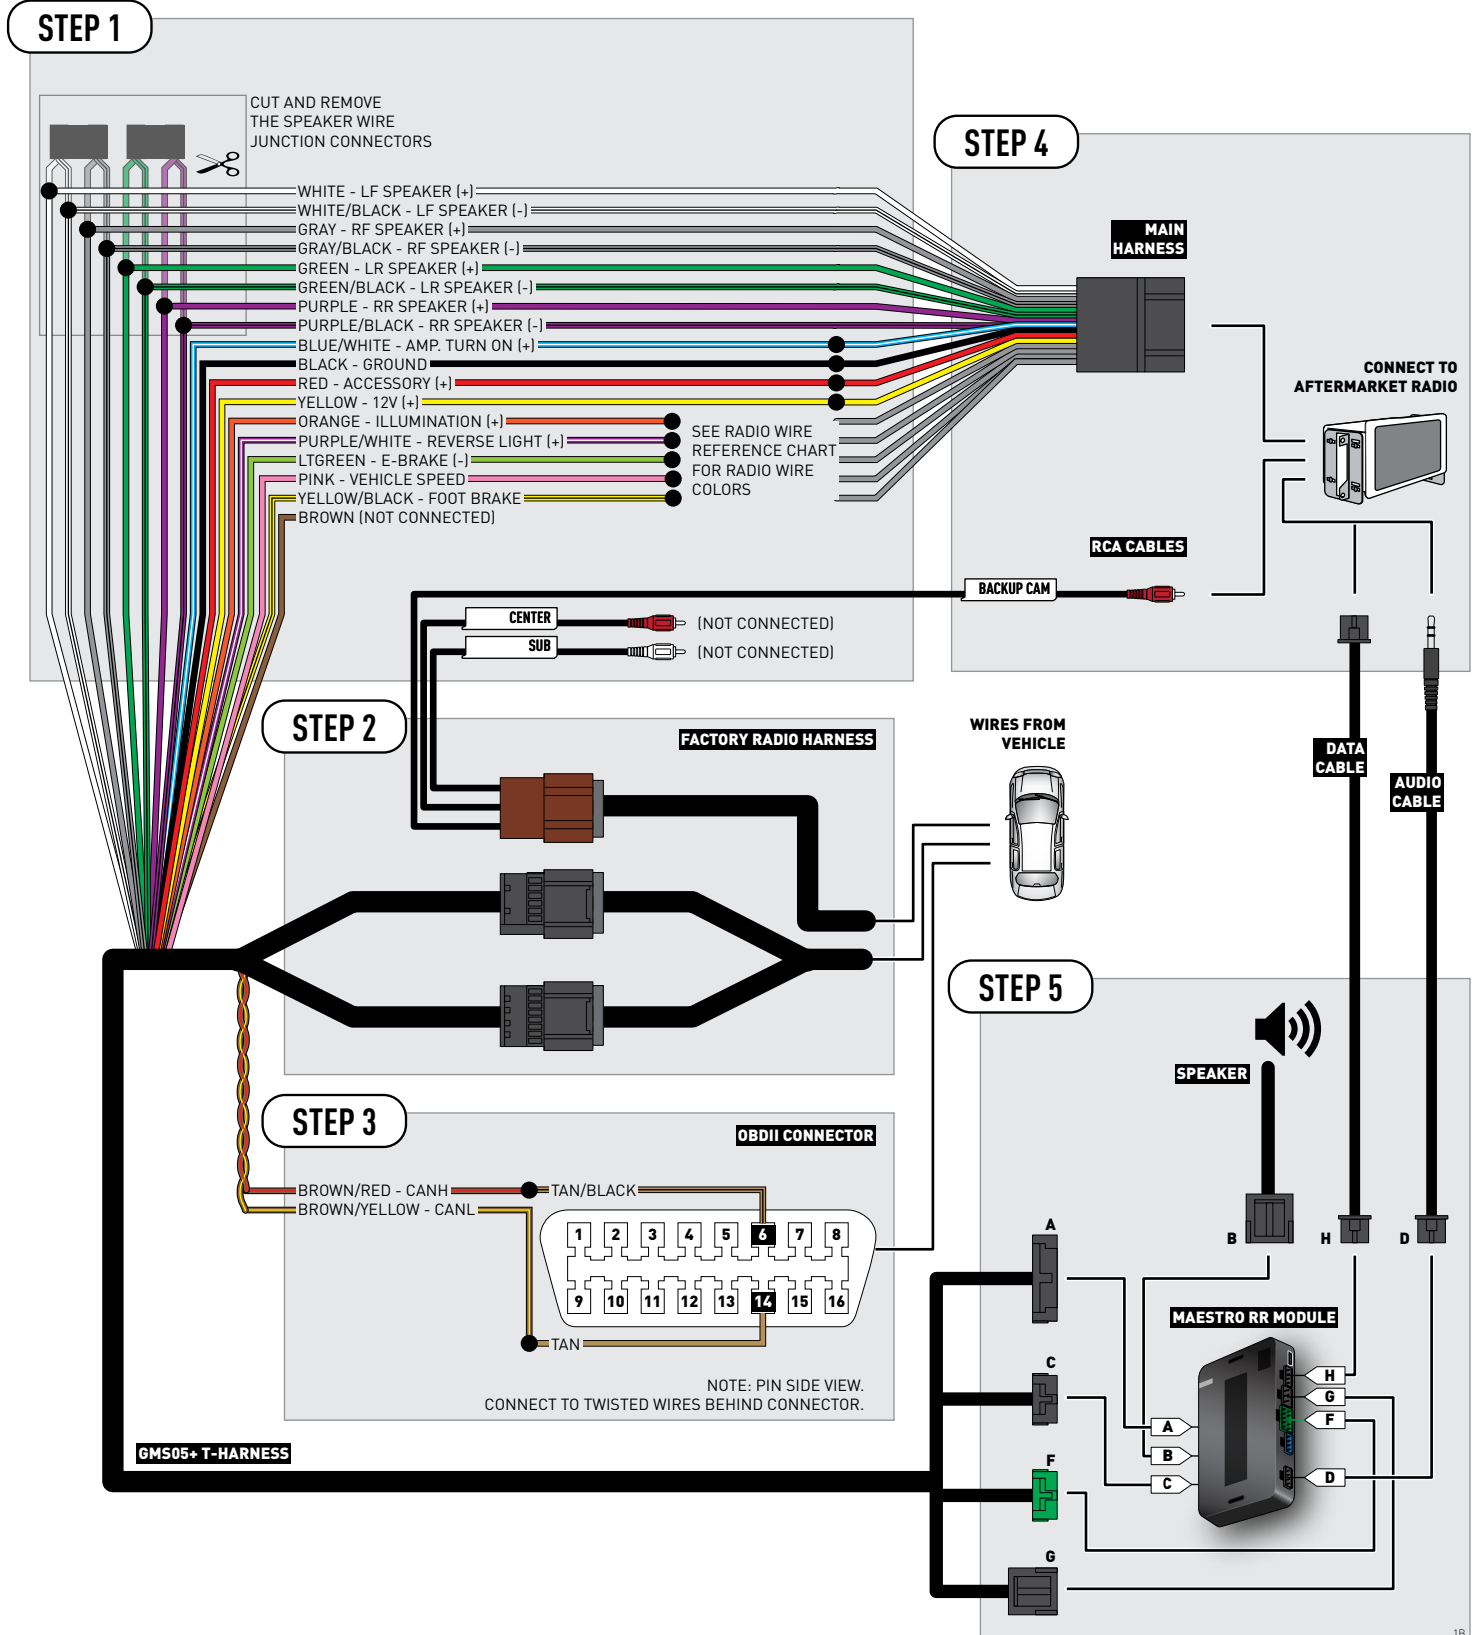 STEP 1
CUT AND REMOVE
THE SPEAKER WIRE
JUNCTION CONNECTORS
WHITE - LF SPEAKER (+)
WHITE/BLACK - LF SPEAKER (-)
GRAY - RF SPEAKER (+)
GRAY/BLACK - RF SPEAKER (-)
GREEN - LR SPEAKER (+)
GREEN/BLACK - LR SPEAKER (-)
PURPLE - RR SPEAKER (+)
PURPLE/BLACK - RR SPEAKER (-)
BLUE/WHITE - AMP. TURN ON (+)
BLACK - GROUND
RED - ACCESSORY (+)
YELLOW - 12V (+)
ORANGE - ILLUMINATION (+)
PURPLE/WHITE - REVERSE LIGHT (+)
LTGREEN - E-BRAKE (-)
PINK - VEHICLE SPEED
YELLOW/BLACK - FOOT BRAKE
BROWN (NOT CONNECTED)
SEE RADIO WIRE
REFERENCE CHART
FOR RADIO WIRE
COLORS
STEP 4
MAIN
HARNESS
CONNECT TO
AFTERMARKET RADIO
RCA CABLES
BACKUP CAM
CENTER
(NOT CONNECTED)
SUB
(NOT CONNECTED)
STEP 2
FACTORY RADIO HARNESS
WIRES FROM
VEHICLE
DATA
CABLE
AUDIO
CABLE
STEP 3
OBDII CONNECTOR
BROWN/RED - CANH
TAN/BLACK
BROWN/YELLOW - CANL
1 2 3 4 5 6 7 8
9 10 11 12 13 14 15 16
TAN
NOTE: PIN SIDE VIEW.
CONNECT TO TWISTED WIRES BEHIND CONNECTOR.
GMS05+ T-HARNESS
STEP 5
SPEAKER
B
H
D
A
C
F
G
MAESTRO RR MODULE
H
G
F
D
A
B
C
1B